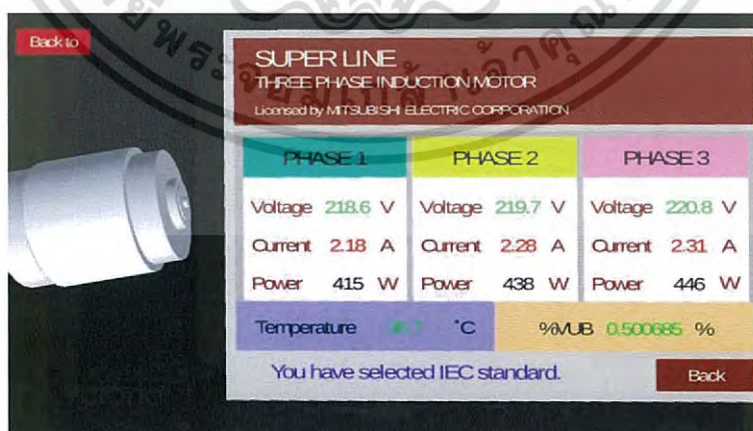 Back to
SUPER LINE
THREE PHASE INDUCTION MOTOR
Licensed by MITSUBISHI ELECTRIC CORPORATION
PHASE 1 PHASE 2 PHASE 3
Voltage 218.6 V Voltage 219.7 V Voltage 220.8 V
Current 2.18 A Current 2.28 A Current 2.31 A
Power 415 W Power 438 W Power 446 W
Temperature °C %VUB 0.500685 %
You have selected IEC standard.
Back